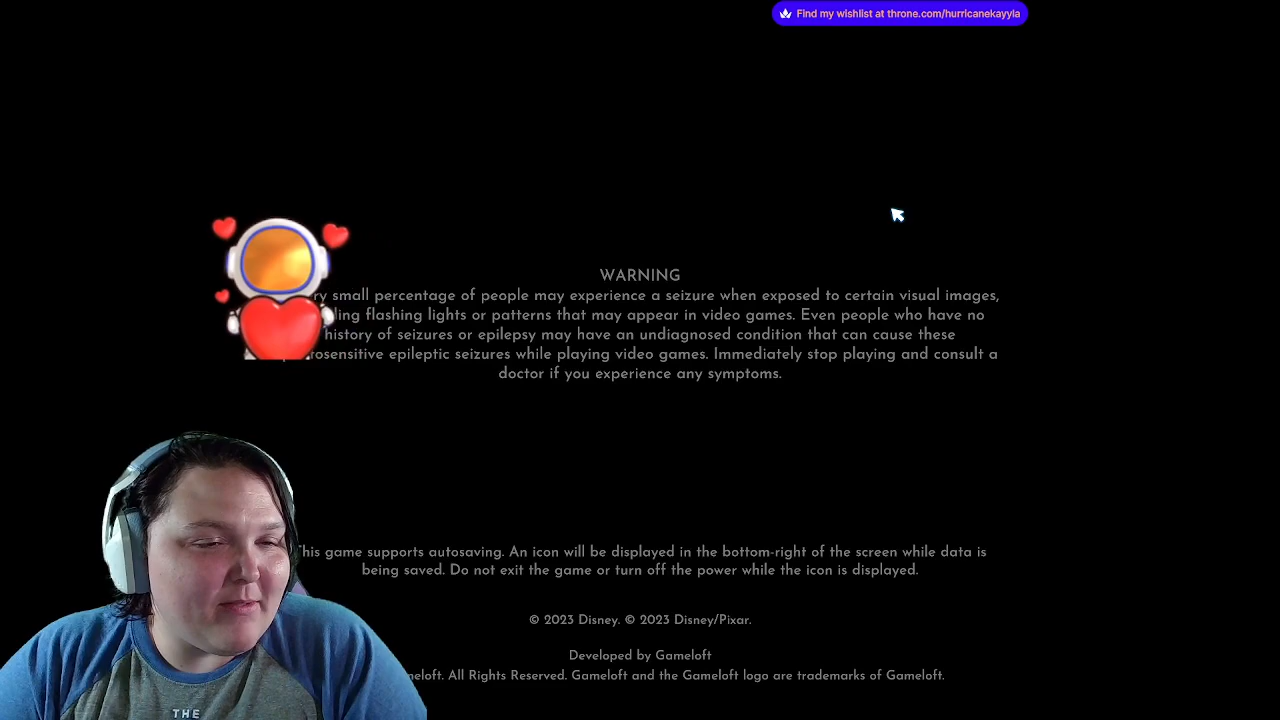 Find my wishlist at throne.com/hurricanekayyla
WARNING
small percentage of people may experience a seizure when exposed to certain visual images,
flashing lights or patterns that may appear in video games. Even people who have no
history of seizures or epilepsy may have an undiagnosed condition that can cause these
epileptic seizures while playing video games. Immediately stop playing and consult a
doctor if you experience any symptoms.
This game supports autosaving. An icon will be displayed in the bottom-right of the screen while data is
being saved. Do not exit the game or turn off the power while the icon is displayed.
© 2023 Disney. © 2023 Disney/Pixar.
Developed by Gameloft
All Rights Reserved. Gameloft and the Gameloft logo are trademarks of Gameloft.
THE